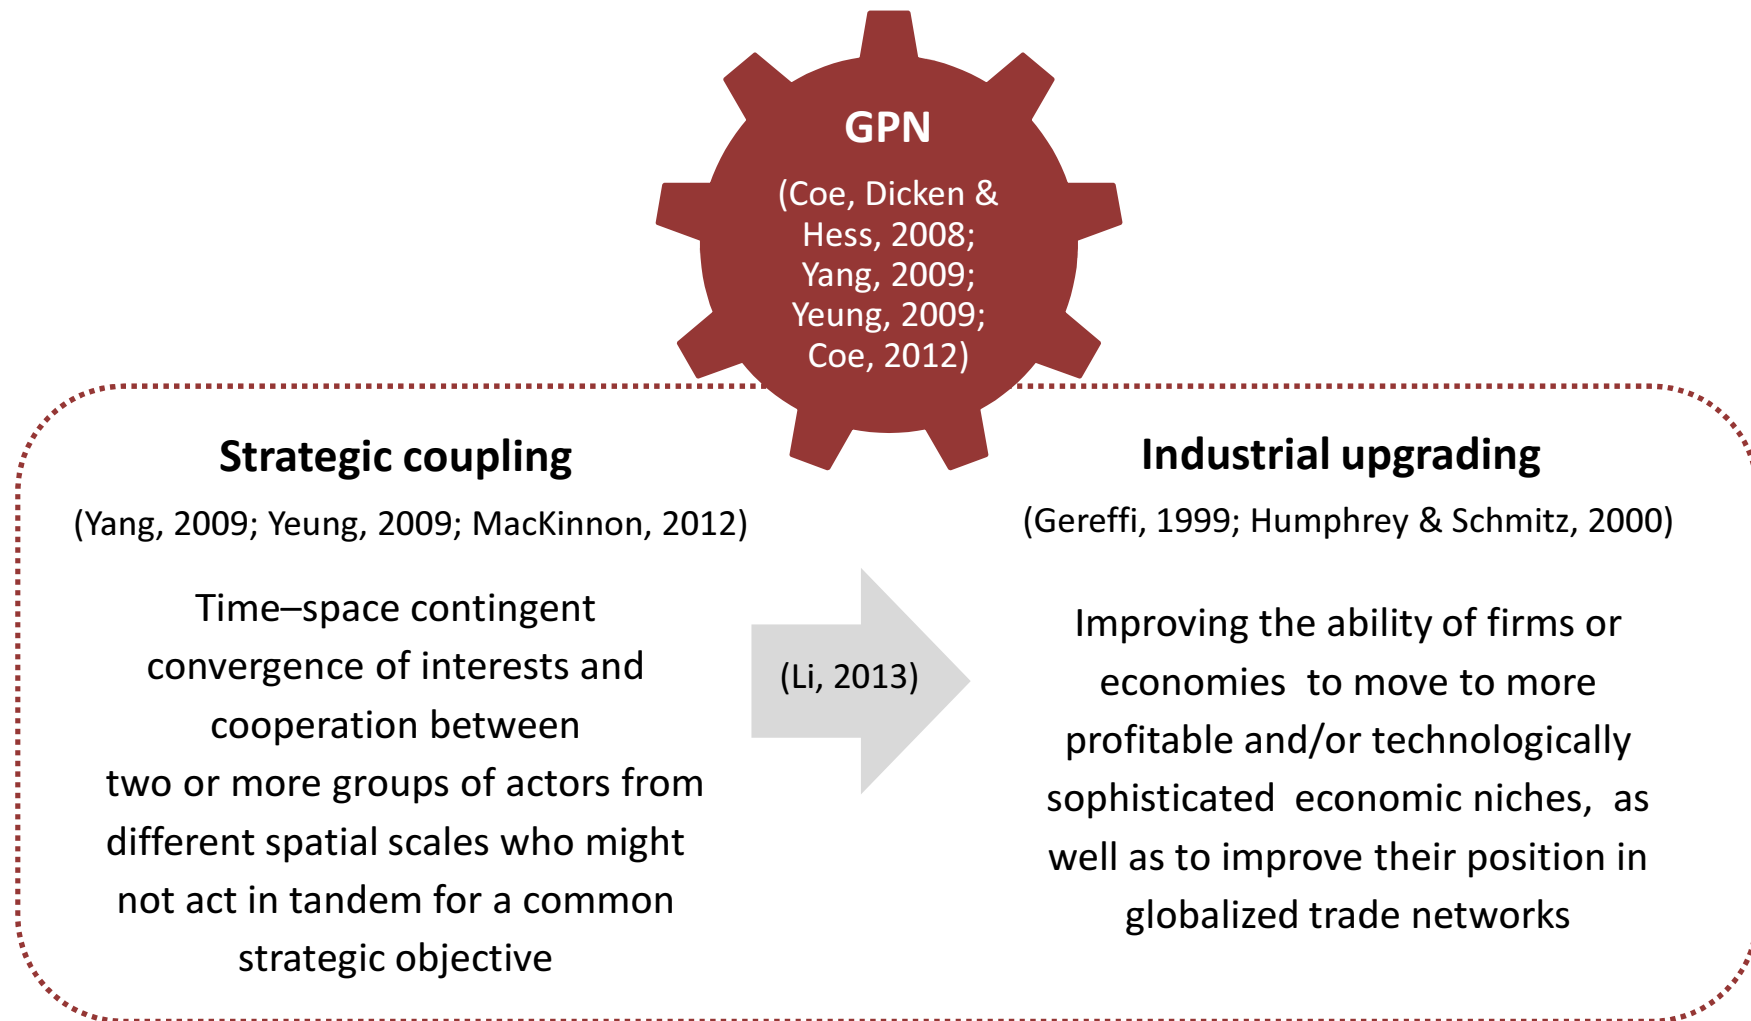 GPN
(Coe, Dicken &
Hess, 2008;
Yang, 2009;
Yeung, 2009;
Coe, 2012)
Strategic coupling
(Yang, 2009; Yeung, 2009; MacKinnon, 2012)
Time–space contingent
convergence of interests and
cooperation between
two or more groups of actors from
different spatial scales who might
not act in tandem for a common
strategic objective
(Li, 2013)
Industrial upgrading
(Gereffi, 1999; Humphrey & Schmitz, 2000)
Improving the ability of firms or
economies  to move to more
profitable and/or technologically
sophisticated  economic niches,  as
well as to improve their position in
globalized trade networks